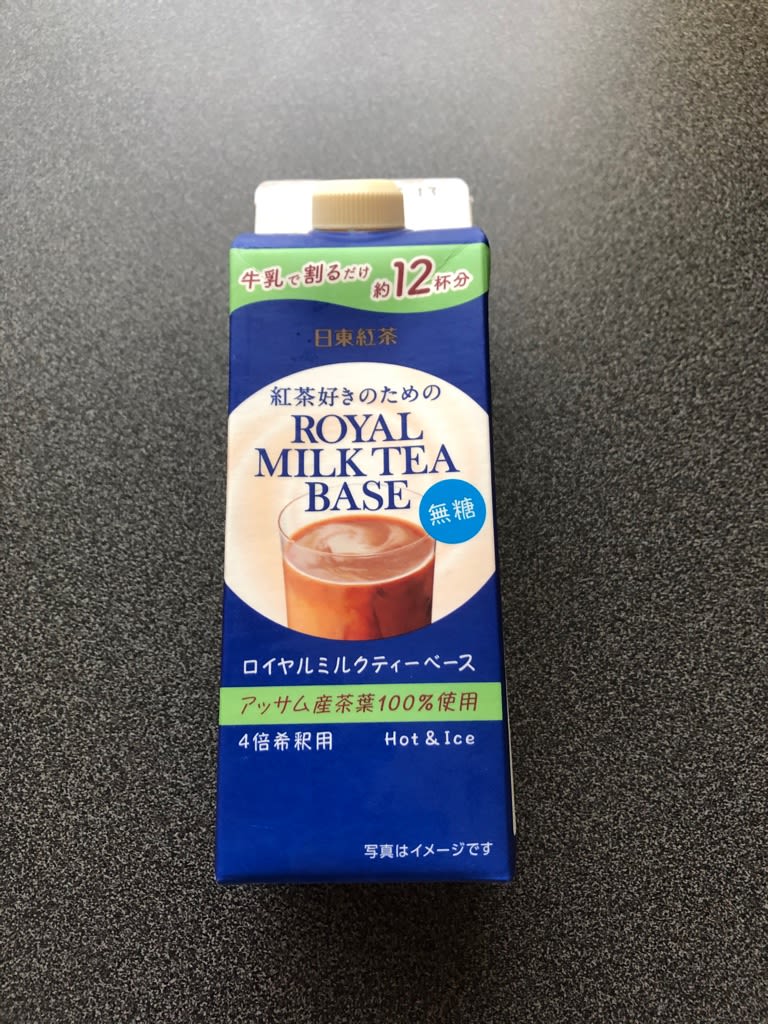 牛乳で割るだけ 約12杯分
日東紅茶
紅茶好きのための
ROYAL
MILK TEA
BASE
無糖
ロイヤルミルクティーベース
アッサム産茶葉100%使用
4倍希釈用 Hot & Ice
写真はイメージです